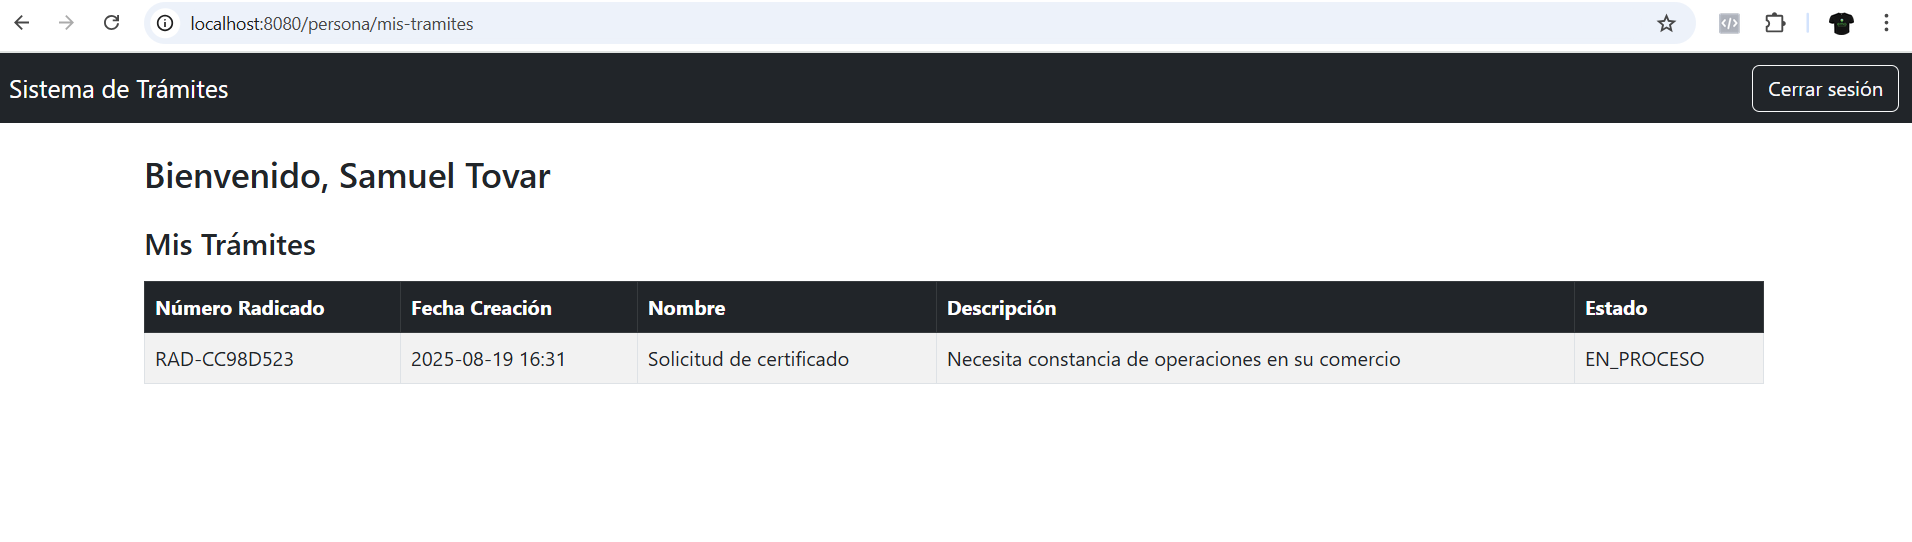 localhost:8080/persona/mis-tramites
Sistema de Trámites
Cerrar sesión
Bienvenido, Samuel Tovar
Mis Trámites
Número Radicado Fecha Creación Nombre Descripción Estado
RAD-CC98D523 2025-08-19 16:31 Solicitud de certificado Necesita constancia de operaciones en su comercio EN_PROCESO